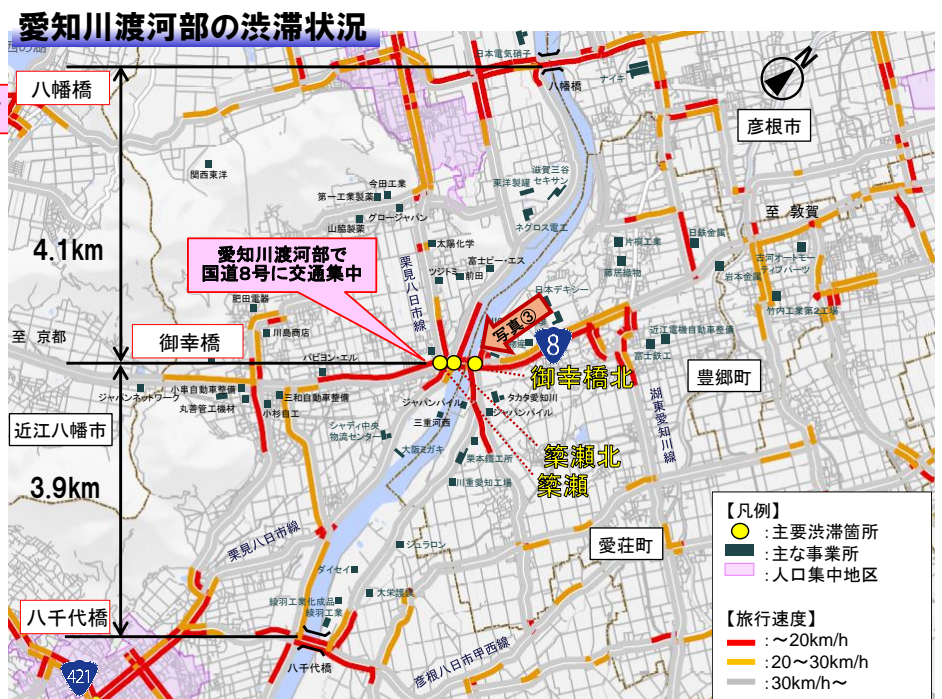 愛知川渡河部の渋滞状況
八幡橋
日本電気硝子
八幡橋
ナイキ
N
彦根市
関西東洋
今田工業
第一工業製薬
グロージャパン
山脇製薬
滋賀三谷
セキサン
東洋製罐
ネグロス電工
至 敦賀
4.1km
愛知川渡河部で
国道8号に交通集中
栗見八日市線
太陽化学
富士ビー・エス
ツジトミ
前田
片桐工業
日鉄金属
藤居織物
岩本金属
古河オートモー
ティブパーツ
竹内工業第2工場
肥田電器
日本デキシー
写真③
8
川島商店
至 京都
御幸橋
パピヨン・エル
近江電機自動車整備
富士鉄工
御幸橋北
豊郷町
ジャパンネットワーク
小串自動車整備
丸善管工機材
三和自動車整備
小杉自工
ジャパンパイル
三重河西
タカタ愛知川
ジャパンパイル
湖東愛知川線
近江八幡市
シャディ中央
物流センター
大阪ミガキ
栗本鐵工所
簗瀬北
簗瀬
3.9km
川重愛知工場
栗見八日市線
シュラロン
愛荘町
ダイセイ
大栄護謨
綾羽工業化成品
綾羽工業
八千代橋
八千代橋
421
彦根八日市甲西線
【凡例】
:主要渋滞箇所
:主な事業所
:人口集中地区
【旅行速度】
:～20km/h
:20～30km/h
:30km/h～